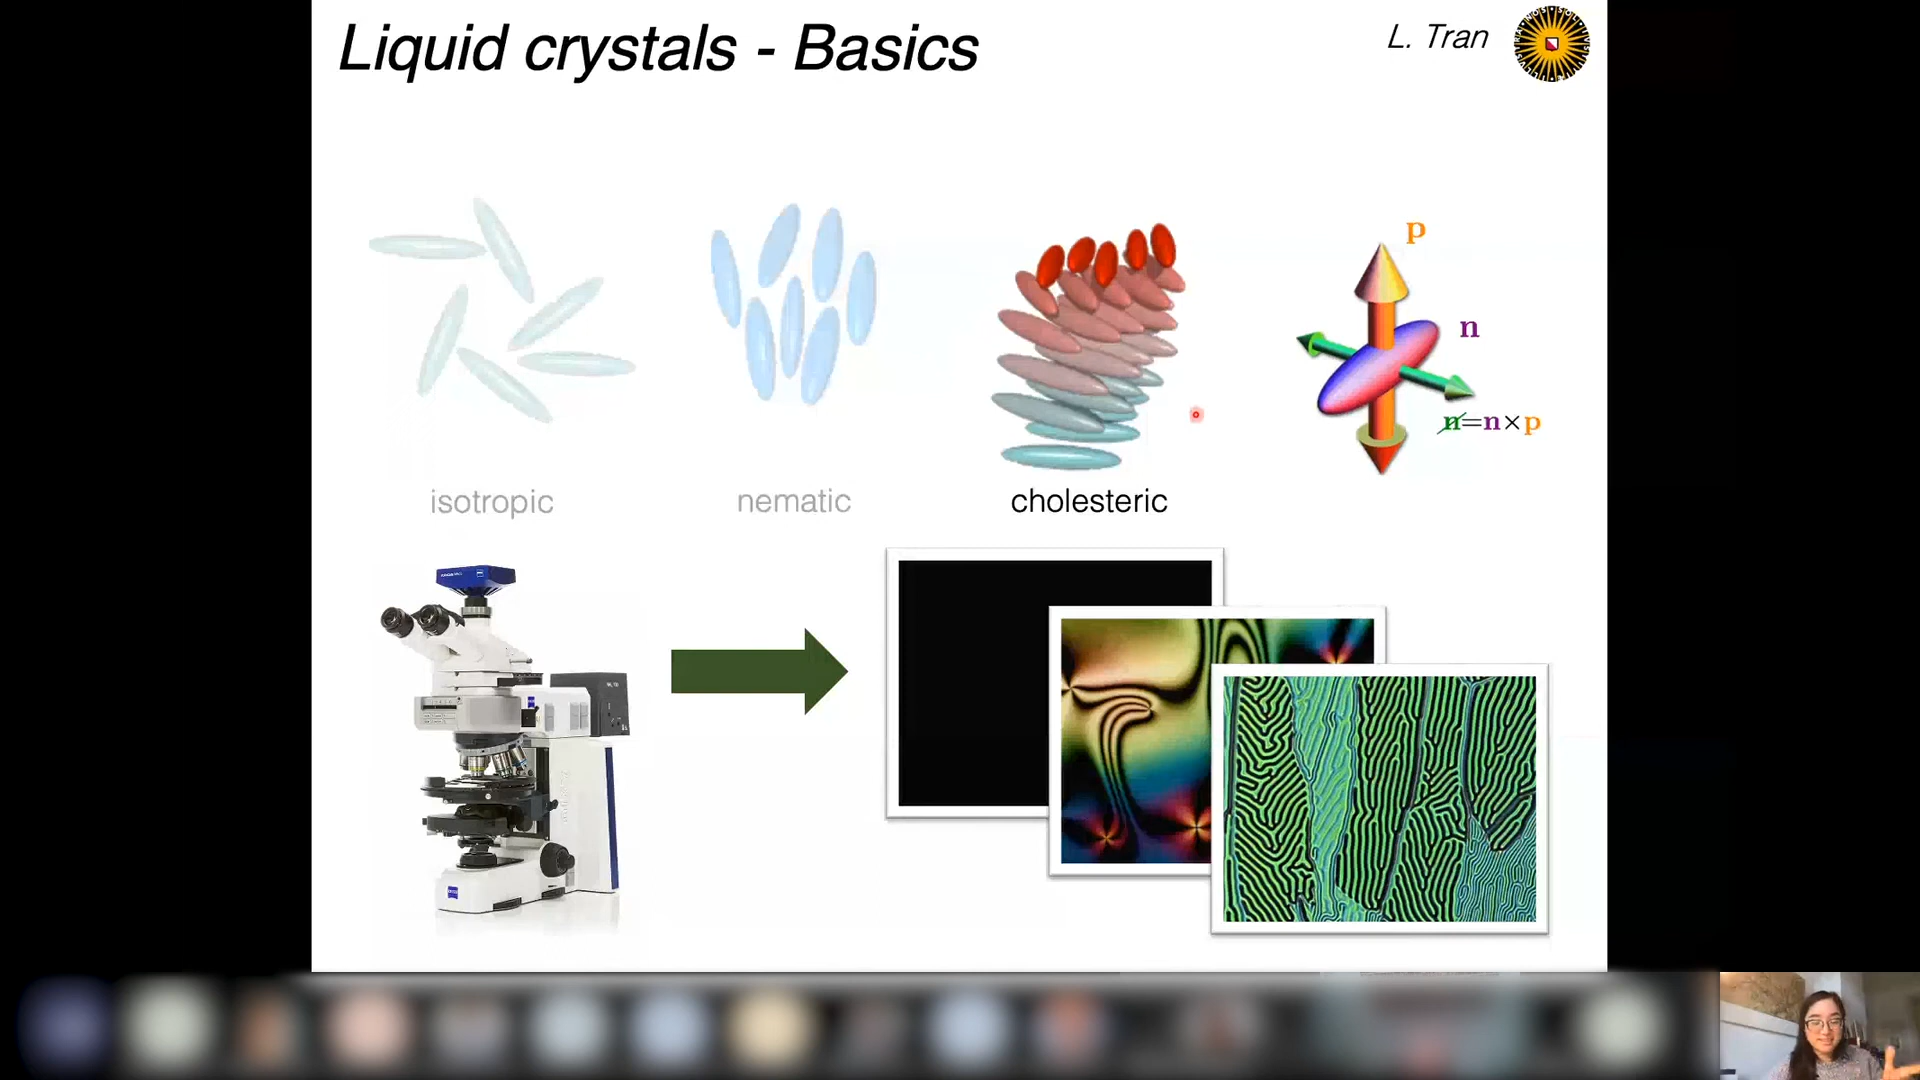 Liquid crystals - Basics
L. Tran
p
n
n̸=n×p
isotropic
nematic
cholesteric